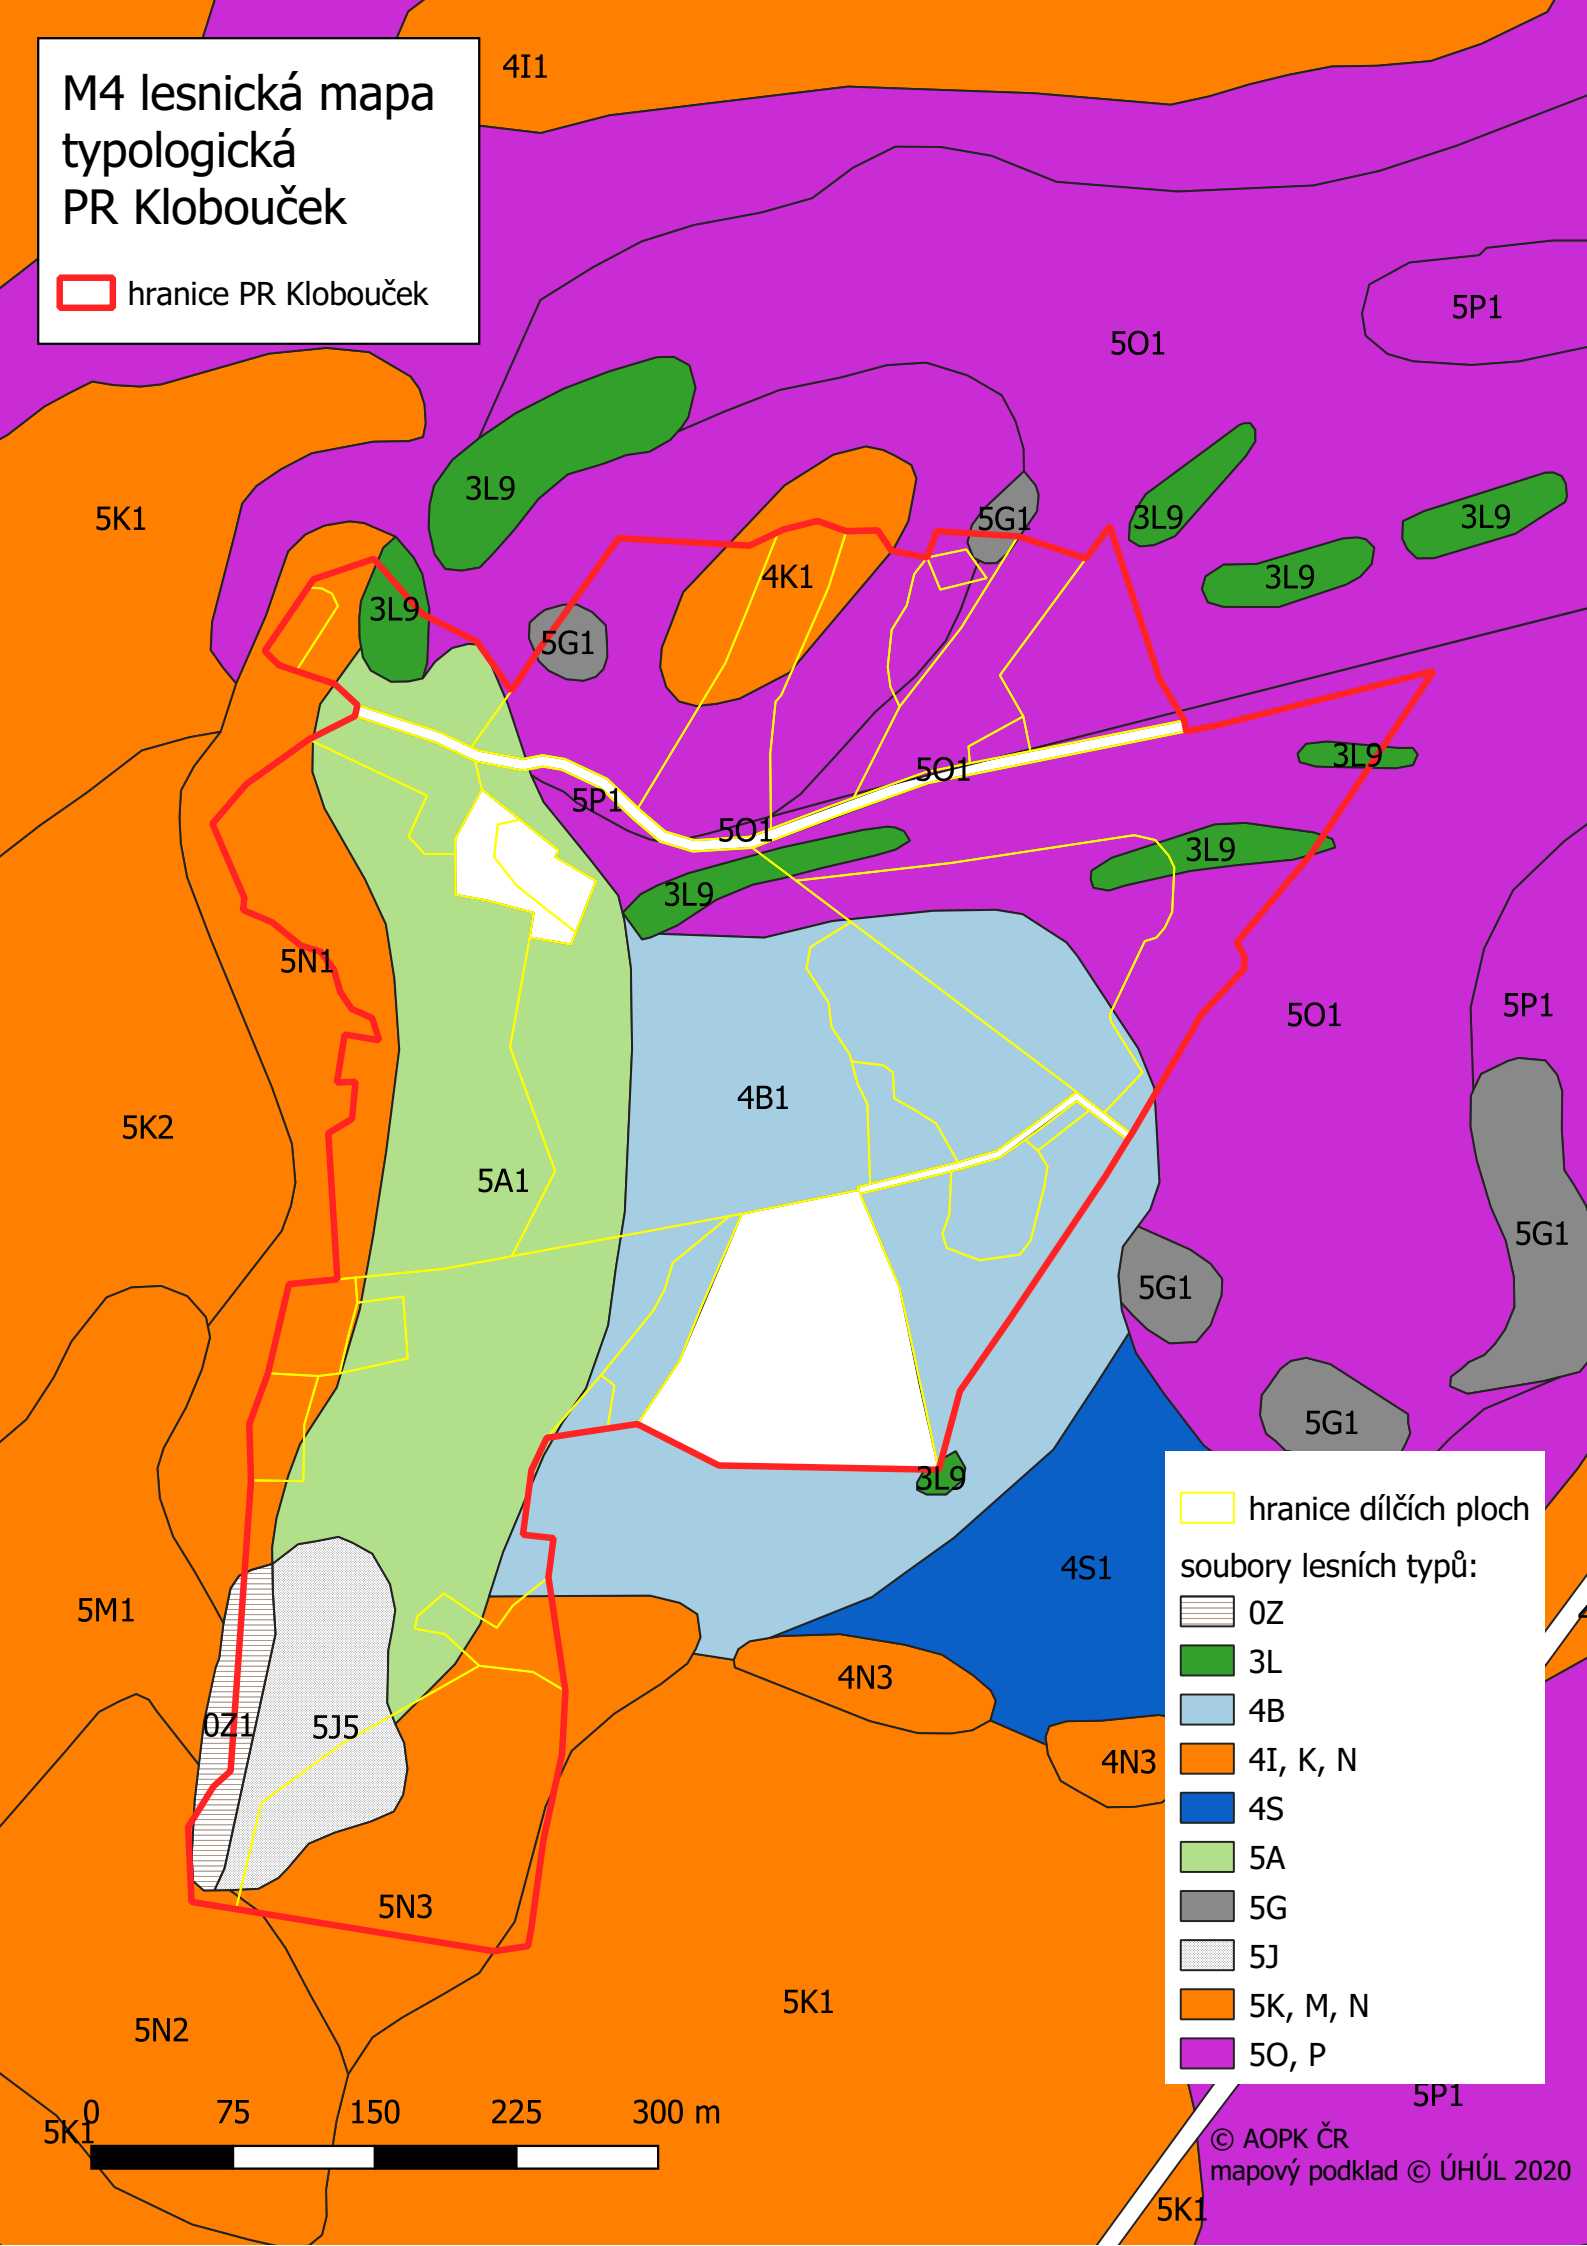 4I1
M4 lesnická mapa
typologická
PR Klobouček
hranice PR Klobouček
5P1
5O1
3L9
5K1
3L9
5G1
3L9
3L9
4K1
3L9
3L9
5G1
3L9
5O1
5P1
5O1
3L9
3L9
5N1
5P1
5O1
4B1
5K2
5A1
5G1
5G1
5G1
3L9
4S1
5M1
4N3
0Z1
5J5
4N3
5N3
5K1
5N2
hranice dílčích ploch
soubory lesních typů:
0Z
3L
4B
4I, K, N
4S
5A
5G
5J
5K, M, N
5O, P
5P1
0 75 150 225 300 m
5K1
© AOPK ČR
mapový podklad © ÚHÚL 2020
5K1